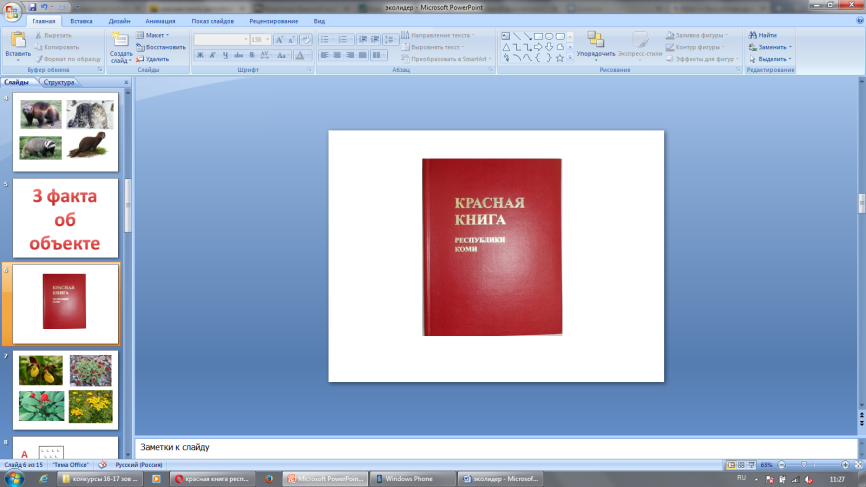 эколидер - Microsoft PowerPoint
Главная Вставка Дизайн Анимация Показ слайдов Рецензирование Вид
Вставить
Вырезать
Копировать
Формат по образцу
Буфер обмена
Создать слайд
Макет
Восстановить
Удалить
Слайды
Шрифт
Направление текста
Выровнять текст
Преобразовать в SmartArt
Абзац
Упорядочить
Экспресс-стили
Заливка фигуры
Контур фигуры
Эффекты для фигур
Рисование
Найти
Заменить
Выделить
Редактирование
Слайды Структура
4
5
3 факта
об
объекте
6
КРАСНАЯ
КНИГА
7
8
А
КРАСНАЯ
КНИГА
РЕСПУБЛИКИ
КОМИ
Заметки к слайду
Слайд 6 из 15 "Тема Office" Русский (Россия) 63%
конкурсы 16-17 зов ... красная книга респ... Microsoft PowerPoint... Windows Phone эколидер - Microsof... RU 11:27